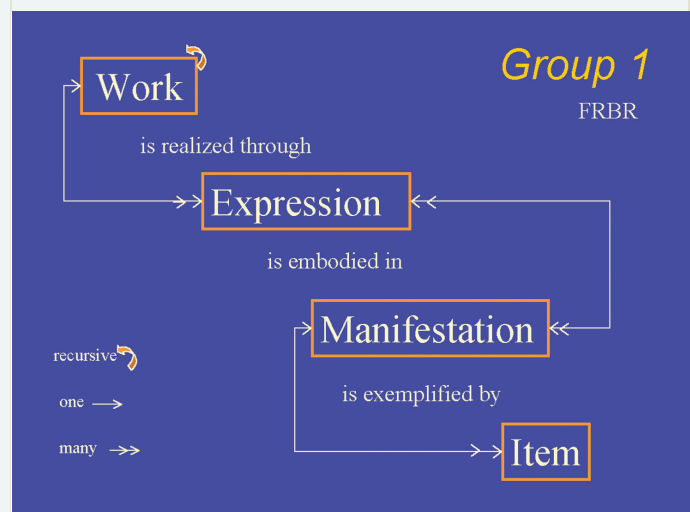 Group 1
FRBR
Work
is realized through
Expression
is embodied in
Manifestation
is exemplified by
Item
recursive
one
many